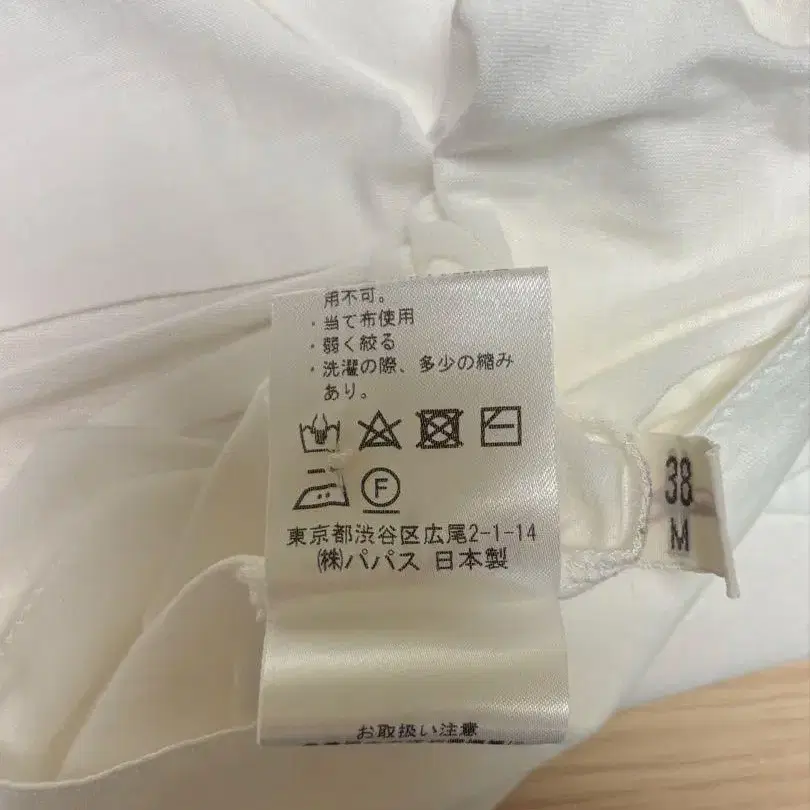 用不可。
・当て布使用
・弱く絞る
・洗濯の際、多少の縮み
あり。
F
東京都渋谷区広尾2-1-14
㈱パパス 日本製
お取扱い注意
38
M